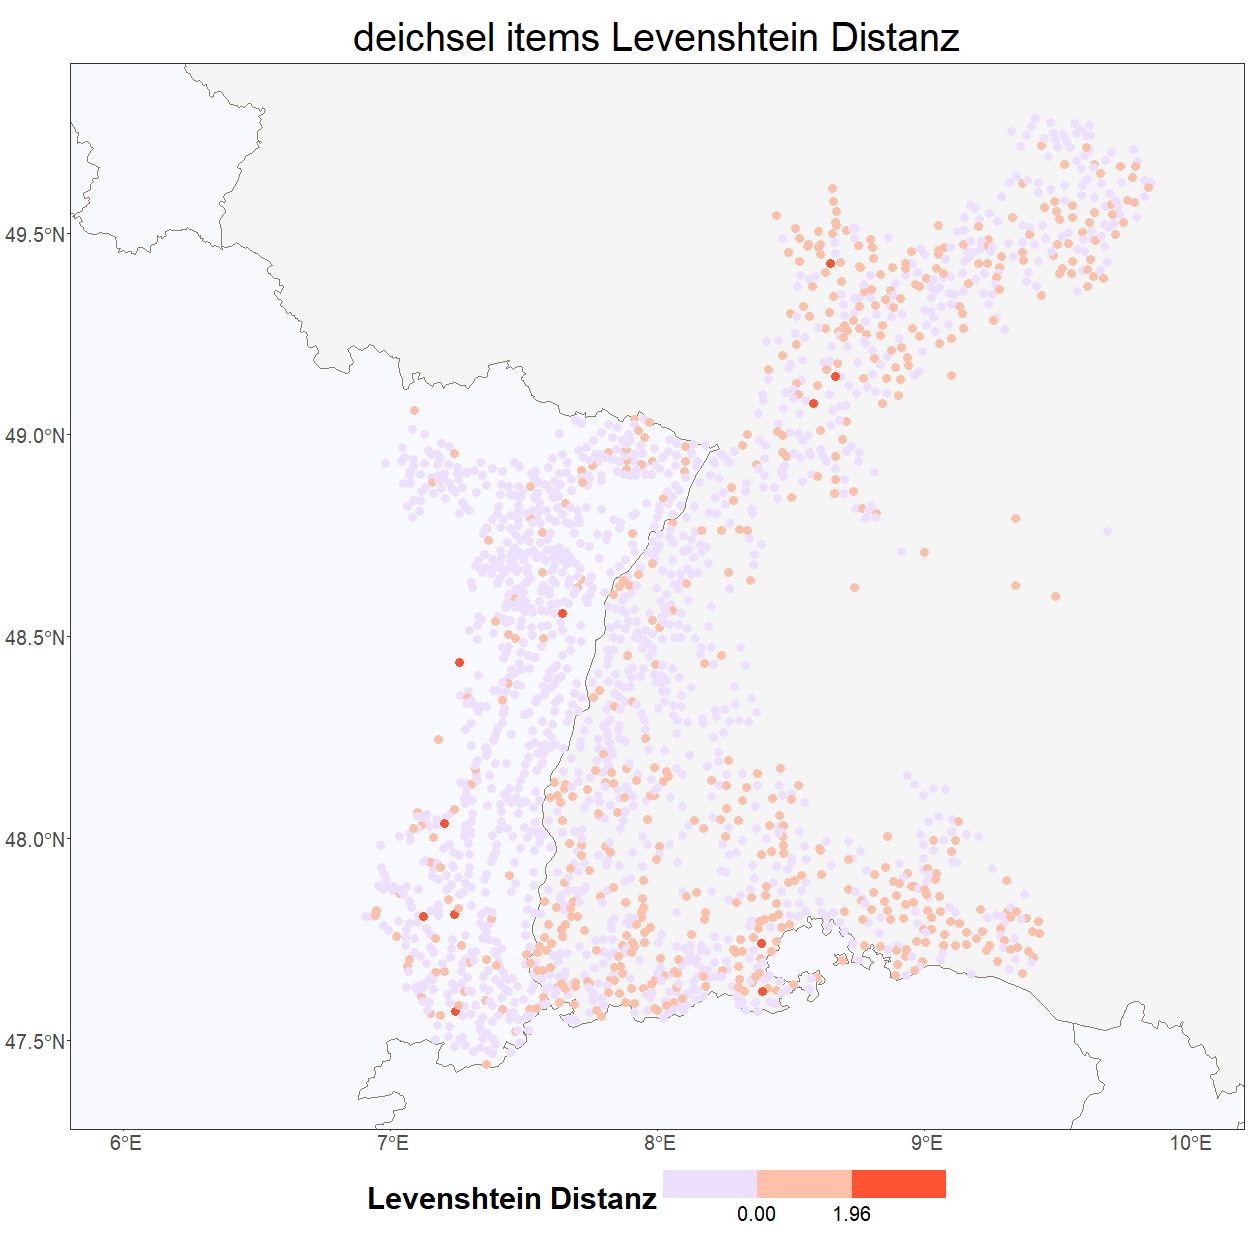 deichsel items Levenshtein Distanz
49.5°N
49.0°N
48.5°N
48.0°N
47.5°N
6°E 7°E 8°E 9°E 10°E
Levenshtein Distanz
0.00 1.96